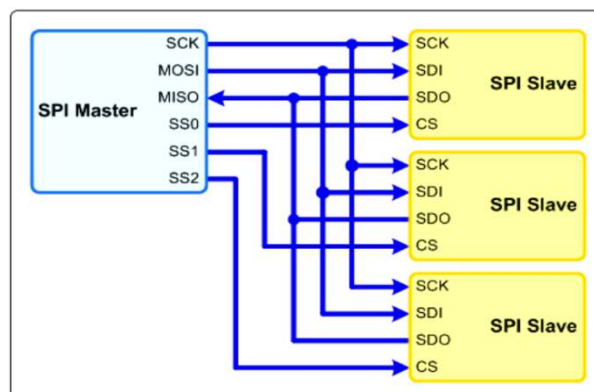 SCK
MOSI
MISO
SPI Master
SS0
SS1
SS2
SCK
SDI
SPI Slave
SDO
CS
SCK
SDI
SPI Slave
SDO
CS
SCK
SDI
SPI Slave
SDO
CS